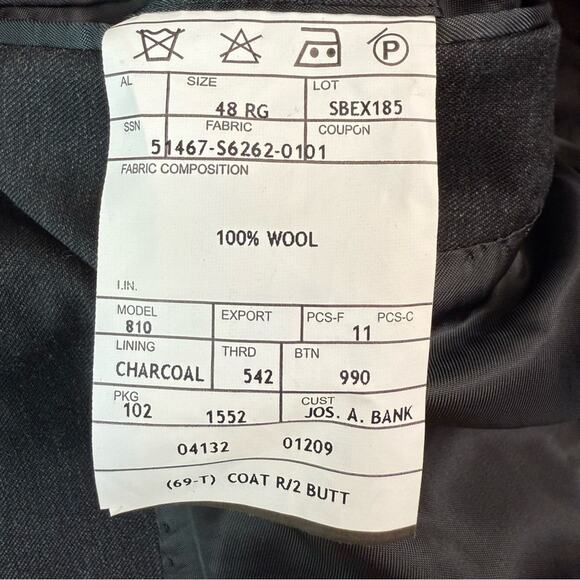 P
AL SIZE LOT
48 RG SBEX185
SSN FABRIC COUPON
51467-S6262-0101
FABRIC COMPOSITION
100% WOOL
I.IN.
MODEL EXPORT PCS-F PCS-C
810 11
LINING THRD BTN
CHARCOAL 542 990
PKG CUST
102 1552 JOS. A. BANK
04132 01209
(69-T) COAT R/2 BUTT